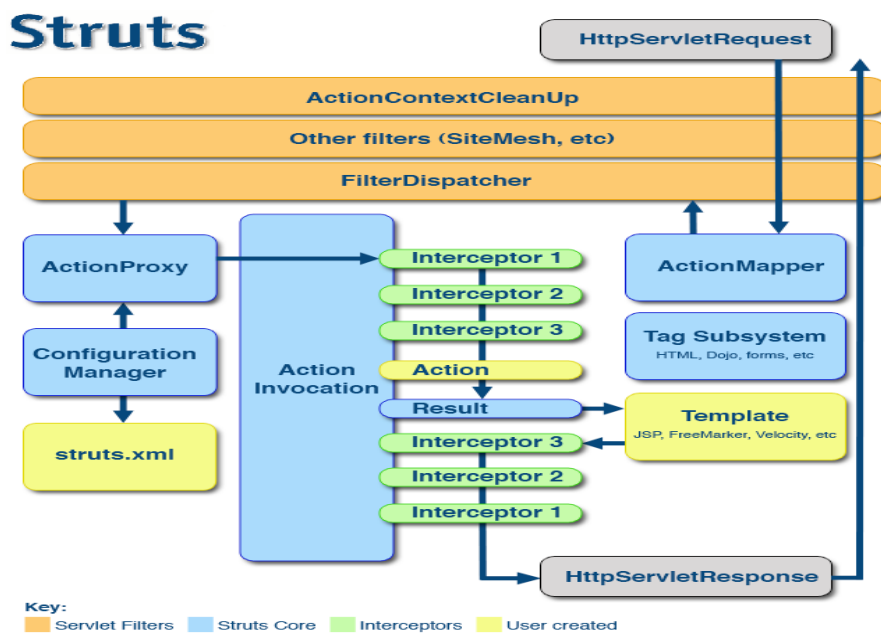 Struts
HttpServletRequest
ActionContextCleanUp
Other filters (SiteMesh, etc)
FilterDispatcher
ActionProxy
Interceptor 1
ActionMapper
Interceptor 2
Interceptor 3
Tag Subsystem
HTML, Dojo, forms, etc
Configuration
Manager
Action
Invocation
Action
Result
Template
JSP, FreeMarker, Velocity, etc
struts.xml
Interceptor 3
Interceptor 2
Interceptor 1
HttpServletResponse
Key:
Servlet Filters
Struts Core
Interceptors
User created